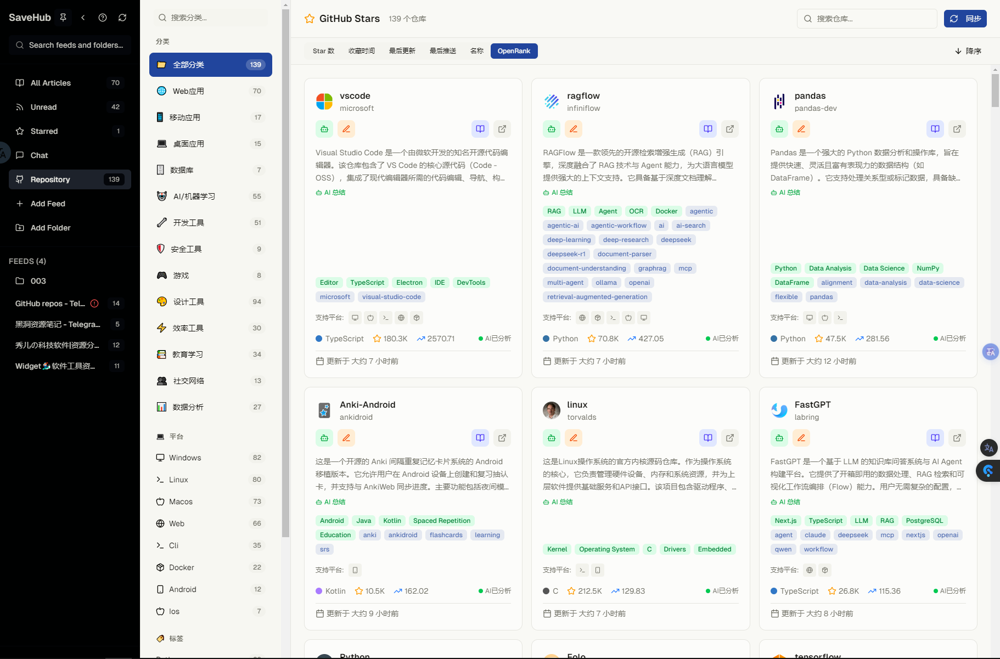 SaveHub
Search feeds and folders...
All Articles 70
Unread 42
Starred 1
Chat
Repository 139
Add Feed
Add Folder
FEEDS (4)
003
GitHub repos - Tel... 14
黑洞资源笔记 - Telegra... 5
秀儿の科技软件|资源分... 12
Widget🏂软件工具资... 11
搜索分类...
分类
全部分类 139
Web应用 70
移动应用 17
桌面应用 15
数据库 7
AI/机器学习 55
开发工具 51
安全工具 9
游戏 8
设计工具 94
效率工具 30
教育学习 34
社交网络 13
数据分析 27
平台
Windows 82
Linux 80
Macos 73
Web 66
Cli 35
Docker 22
Android 12
Ios 7
标签
GitHub Stars 139 个仓库
搜索仓库...
同步
Star 数 收藏时间 最后更新 最后推送 名称 OpenRank
降序
vscode
microsoft
Visual Studio Code 是一个由微软开发的知名开源代码编
辑器。该仓库包含了 VS Code 的核心源代码（Code -
OSS），集成了现代编辑器所需的代码编辑、导航、构...
AI 总结
Editor TypeScript Electron IDE DevTools
microsoft visual-studio-code
支持平台:
TypeScript 180.3K 2570.71 AI已分析
更新于 大约 7 小时前
ragflow
infiniflow
RAGFlow 是一款领先的开源检索增强生成（RAG）引
擎，深度融合了 RAG 技术与 Agent 能力，为大语言模型
提供强大的上下文支持。它具备基于深度文档理解...
AI 总结
RAG LLM Agent OCR Docker agentic
agentic-ai agentic-workflow ai ai-search
deep-learning deep-research deepseek
deepseek-r1 document-parser
document-understanding graphrag mcp
multi-agent ollama openai
retrieval-augmented-generation
支持平台:
Python 70.8K 427.05 AI已分析
更新于 大约 7 小时前
pandas
pandas-dev
Pandas 是一个强大的 Python 数据分析和操作库，旨在
提供快速、灵活且富有表现力的数据结构（如
DataFrame）。它支持处理关系型或标记数据，具备缺...
AI 总结
Python Data Analysis Data Science NumPy
DataFrame alignment data-analysis data-science
flexible pandas
支持平台:
Python 47.5K 281.56 AI已分析
更新于 大约 12 小时前
Anki-Android
ankidroid
这是一个开源的 Anki 间隔重复记忆卡片系统的 Android
移植版本。它允许用户在 Android 设备上创建和复习抽认
卡，并支持与 AnkiWeb 同步进度。主要功能包括夜间模...
AI 总结
Android Java Kotlin Spaced Repetition
Education anki ankidroid flashcards learning
srs
支持平台:
Kotlin 10.5K 162.02 AI已分析
更新于 大约 9 小时前
linux
torvalds
这是Linux操作系统的官方内核源码仓库。作为操作系统
的核心，它负责管理硬件设备、内存和系统资源，并为上
层软件提供基础服务和API接口。该项目包含驱动程序、...
AI 总结
Kernel Operating System C Drivers Embedded
支持平台:
C 212.5K 129.83 AI已分析
更新于 大约 7 小时前
FastGPT
labring
FastGPT 是一个基于 LLM 的知识库问答系统与 AI Agent
构建平台。它提供了开箱即用的数据处理、RAG 检索和可
视化工作流编排（Flow）能力。用户无需复杂的配置，...
AI 总结
Next.js TypeScript LLM RAG PostgreSQL
agent claude deepseek mcp nextjs openai
qwen workflow
支持平台:
TypeScript 26.8K 115.36 AI已分析
更新于 大约 8 小时前
Python
Folo
tensorflow